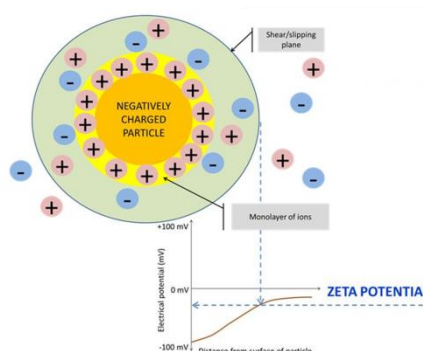 Shear/slipping
plane
NEGATIVELY
CHARGED
PARTICLE
Monolayer of ions
+100 mV
Electrical potential (mV)
0 mV
ZETA POTENTIA
-100 mV
Distance from surface of particle